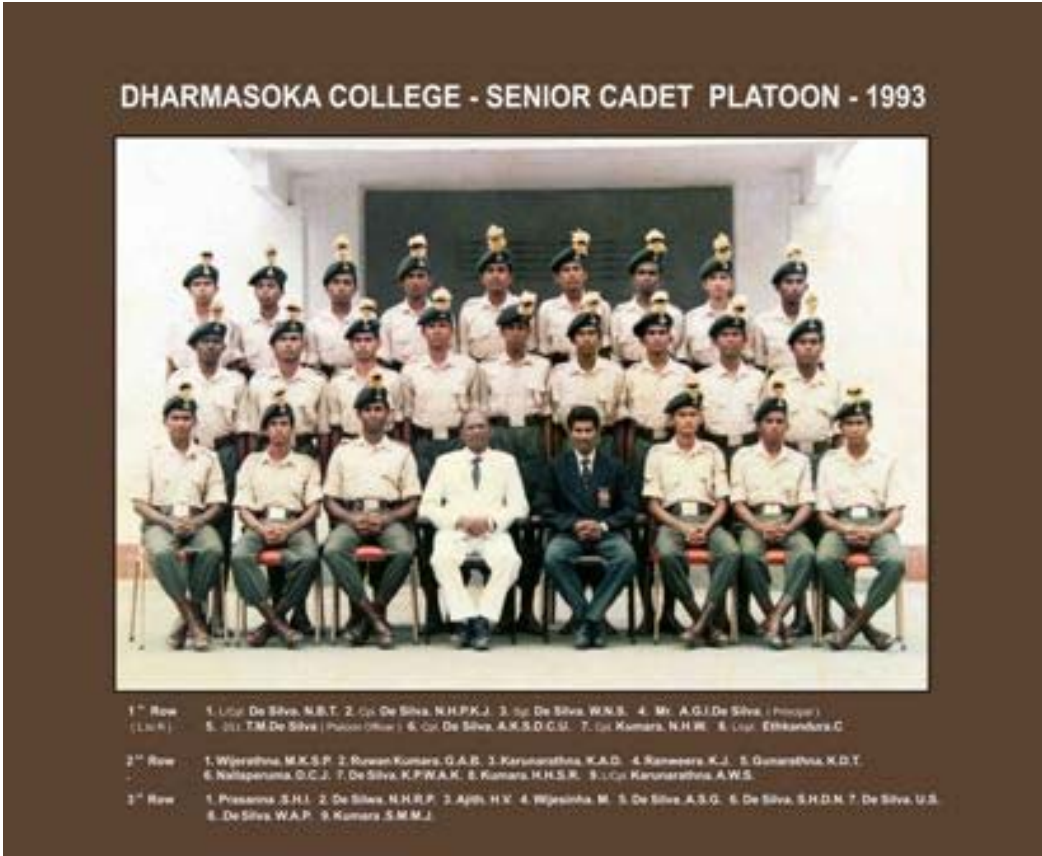 DHARMASOKA COLLEGE - SENIOR CADET PLATOON - 1993
1st Row 1. L/Cpl. De Silva. N.B.T. 2. Cpl. De Silva. N.H.P.K.J. 3. Sgt. De Silva. W.N.S. 4. Mr. A.G.I.De Silva. ( Principal )
( L to R ) 5. T.M.De Silva ( Platoon Officer ) 6. Cpl. De Silva. A.K.S.D.C.U. 7. Cpl. Kumara. N.H.W. 8. L/cpl. Ethkandura.C
2nd Row 1. Wijerathna. M.K.S.P. 2. Ruwan Kumara. G.A.B. 3. Karunarathna. K.A.D. 4. Ranweera. K.J. 5. Gunarathna. K.D.T.
6. Nallaperuma. D.C.J. 7. De Silva. K.P.W.A.K. 8. Kumara. H.H.S.R. 9. L/Cpl. Karunarathna. A.W.S.
3rd Row 1. Prasanna .S.H.I. 2. De Silwa. N.H.R.P. 3. Ajith. H.V. 4. Wijesinha. M. 5. De Silva. A.S.G. 6. De Silva. S.H.D.N. 7. De Silva. U.S.
8. .De Silva. W.A.P. 9. Kumara .S.M.M.J.